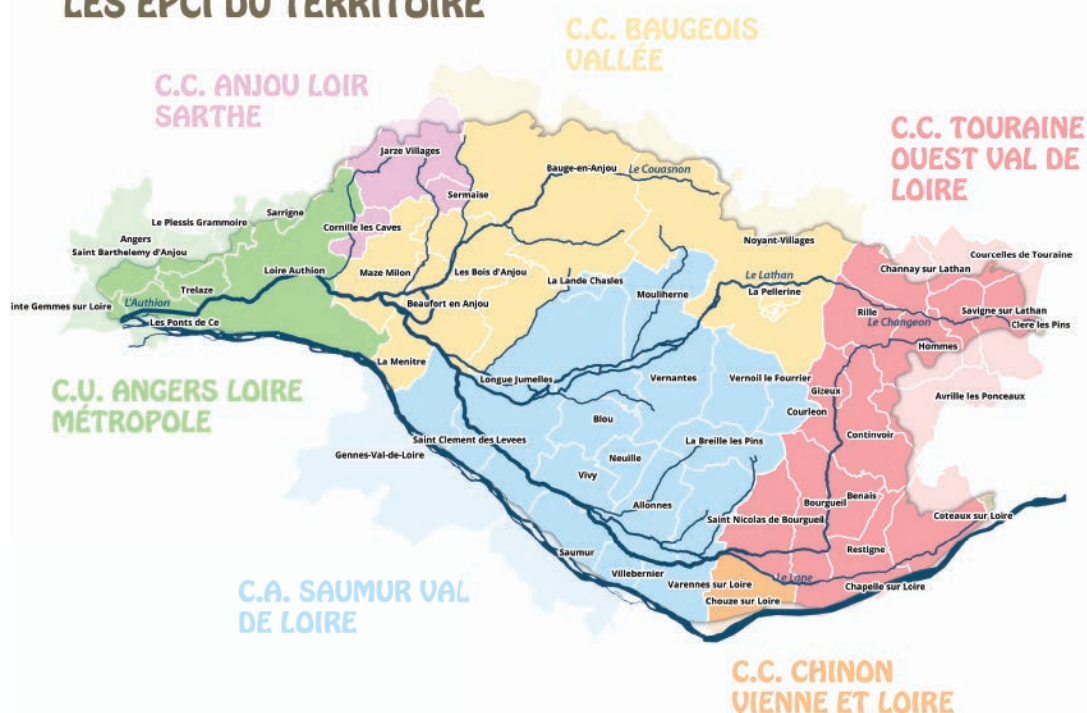 LES EPCI DU TERRITOIRE
C.C. BAUGEOIS
VALLÉE
C.C. ANJOU LOIR
SARTHE
C.C. TOURAINE
OUEST VAL DE
LOIRE
Jarze Villages
Bauge-en-Anjou
Le Couasnon
Sermaise
Sarrigne
Le Plessis Grammoire
Cornille les Caves
Angers
Noyant-Villages
Saint Barthelemy d'Anjou
Courcelles de Touraine
Loire Authion
Maze Milon
Les Bois d'Anjou
Channay sur Lathan
La Lande Chasles
Le Lathan
Trelaze
Mouliherne
La Pellerine
inte Gemmes sur Loire
L'Authion
Beaufort en Anjou
Rille
Savigne sur Lathan
Les Ponts de Ce
Le Changeon
Clere les Pins
Hommes
La Menitre
Longue Jumelles
Vernantes
Vernoil le Fourrier
Gizeux
Avrille les Ponceaux
C.U. ANGERS LOIRE
MÉTROPOLE
Courleon
Blou
Continvoir
Saint Clement des Levees
La Breille les Pins
Gennes-Val-de-Loire
Neuille
Vivy
Benais
Bourgueil
Allonnes
Coteaux sur Loire
Saint Nicolas de Bourgueil
Saumur
Restigne
Villebernier
Varennes sur Loire
Le Lane
Chapelle sur Loire
Chouze sur Loire
C.A. SAUMUR VAL
DE LOIRE
C.C. CHINON
VIENNE ET LOIRE